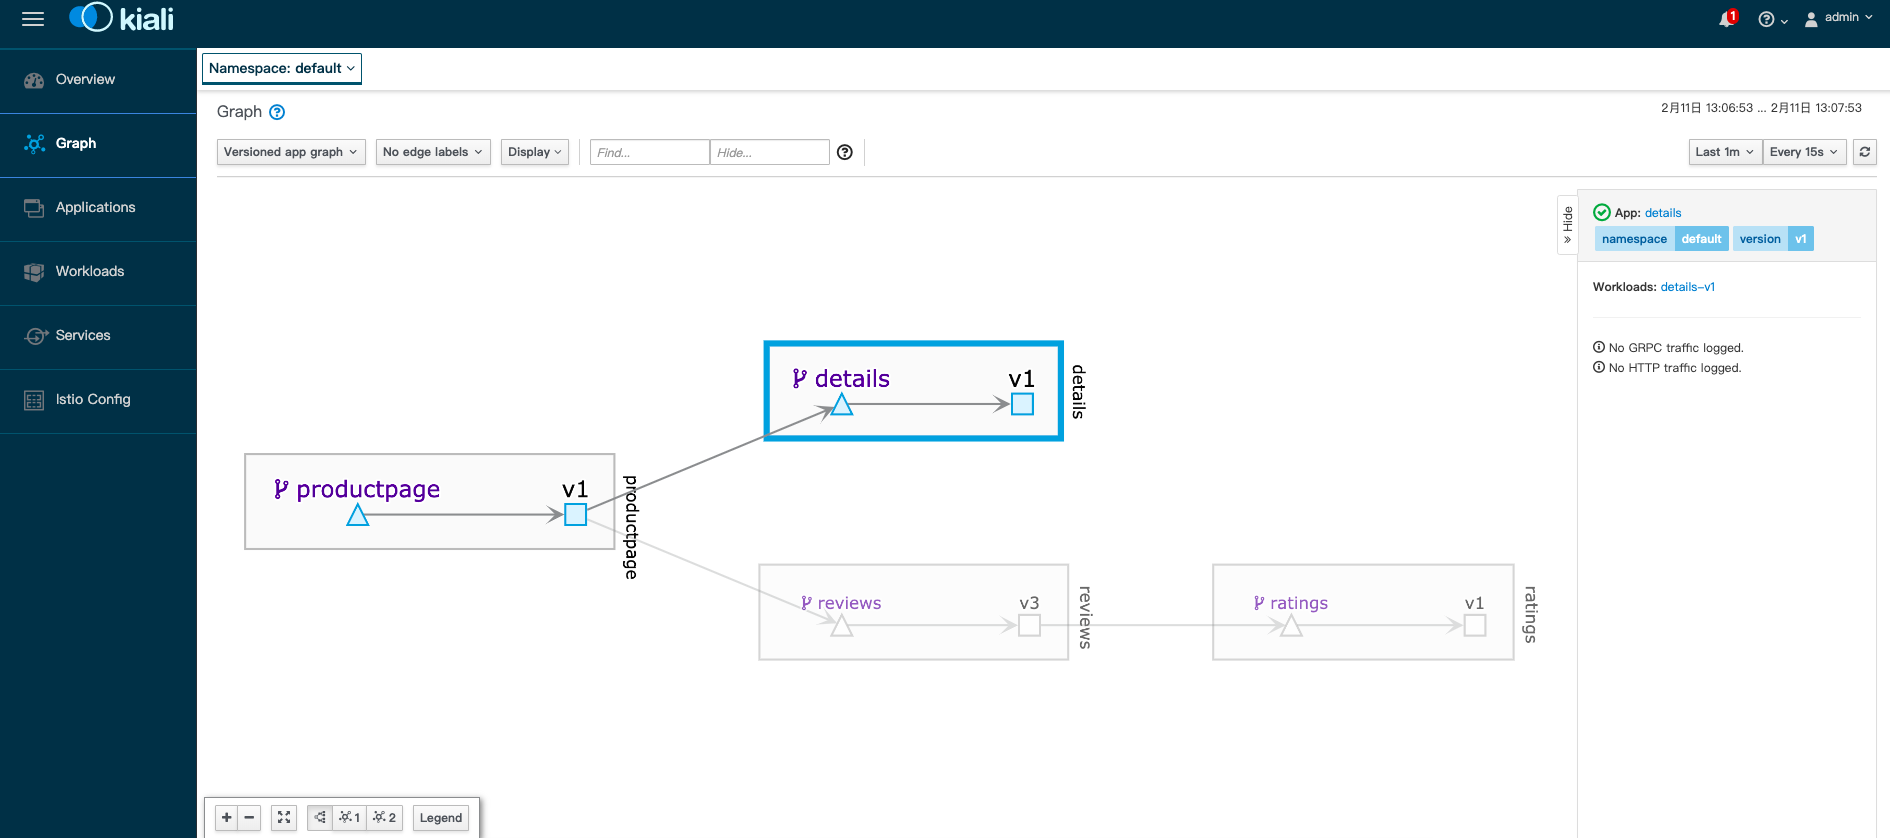 kiali
1
admin
Overview
Graph
Applications
Workloads
Services
Istio Config
Namespace: default
Graph
2月11日 13:06:53 ... 2月11日 13:07:53
Versioned app graph
No edge labels
Display
Find...
Hide...
Last 1m
Every 15s
Hide
App: details
namespace default version v1
Workloads: details-v1
No GRPC traffic logged.
No HTTP traffic logged.
details v1
details
productpage v1
productpage
reviews v3
reviews
ratings v1
ratings
1
2
Legend